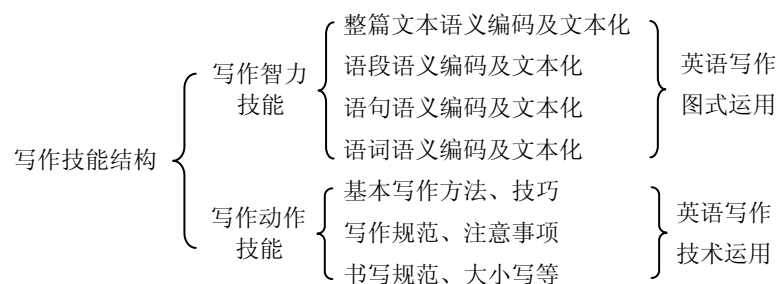 写作技能结构
写作智力
技能
整篇文本语义编码及文本化
语段语义编码及文本化
语句语义编码及文本化
语词语义编码及文本化
英语写作
图式运用
写作动作
技能
基本写作方法、技巧
写作规范、注意事项
书写规范、大小写等
英语写作
技术运用